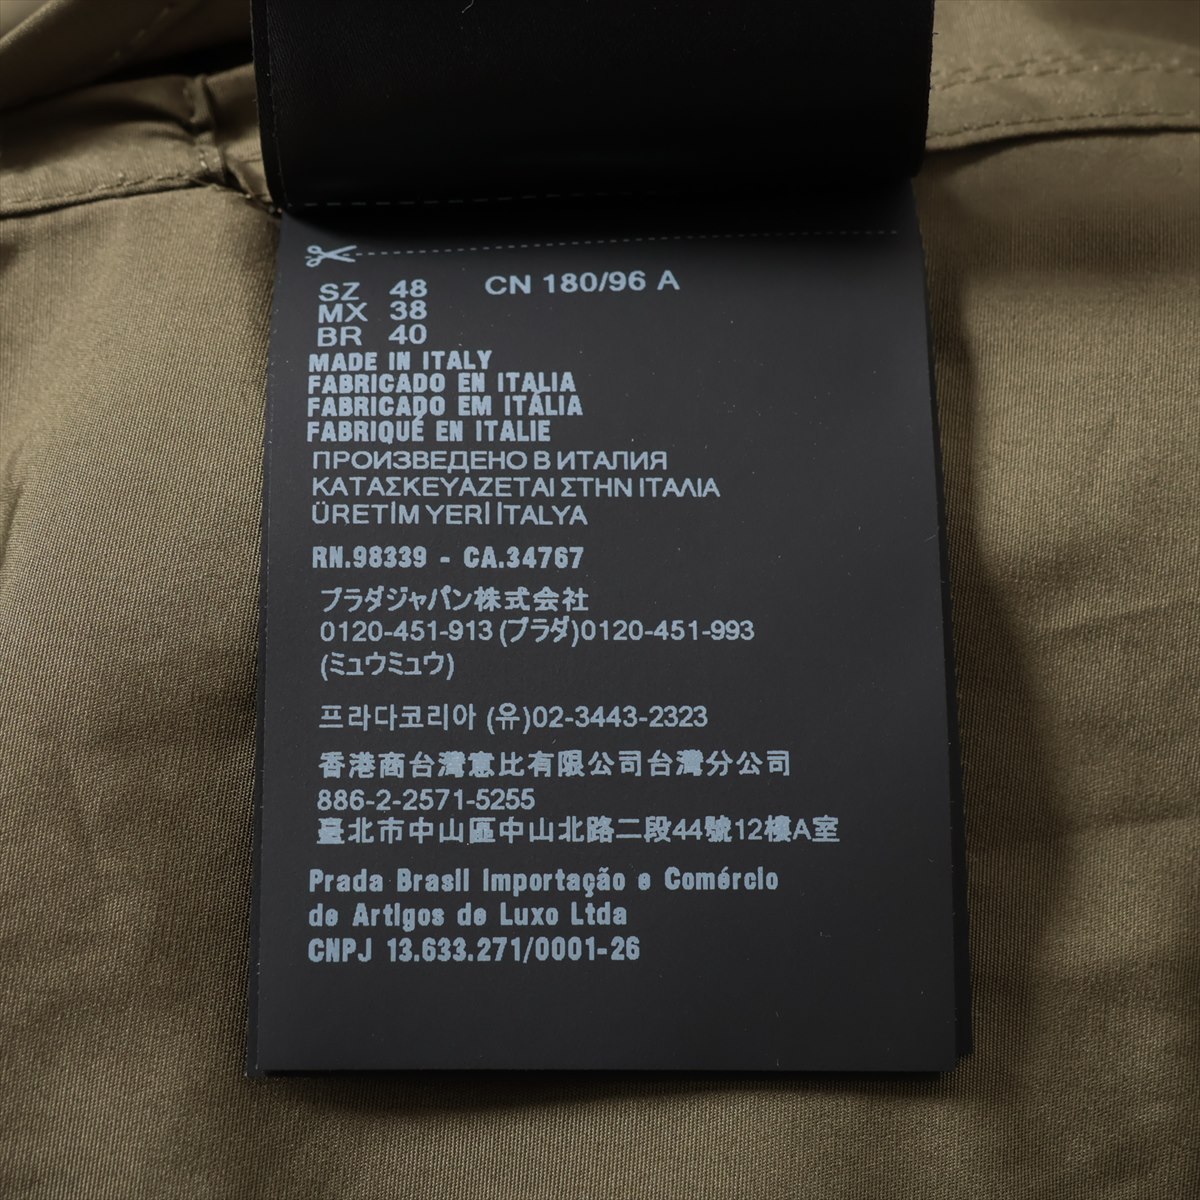 SZ 48 CN 180/96 A
MX 38
BR 40
MADE IN ITALY
FABRICADO EN ITALIA
FABRICADO EM ITÁLIA
FABRIQUÉ EN ITALIE
ПРОИЗВЕДЕНО В ИТАЛИЯ
ΚΑΤΑΣΚΕΥΑΖΕΤΑΙ ΣΤΗΝ ΙΤΑΛΙΑ
ÜRETİM YERİ İTALYA
RN.98339 - CA.34767
プラダジャパン株式会社
0120-451-913 (プラダ)0120-451-993
(ミュウミュウ)
프라다코리아 (유)02-3443-2323
香港商台灣意比有限公司台灣分公司
886-2-2571-5255
臺北市中山區中山北路二段44號12樓A室
Prada Brasil Importação e Comércio
de Artigos de Luxo Ltda
CNPJ 13.633.271/0001-26